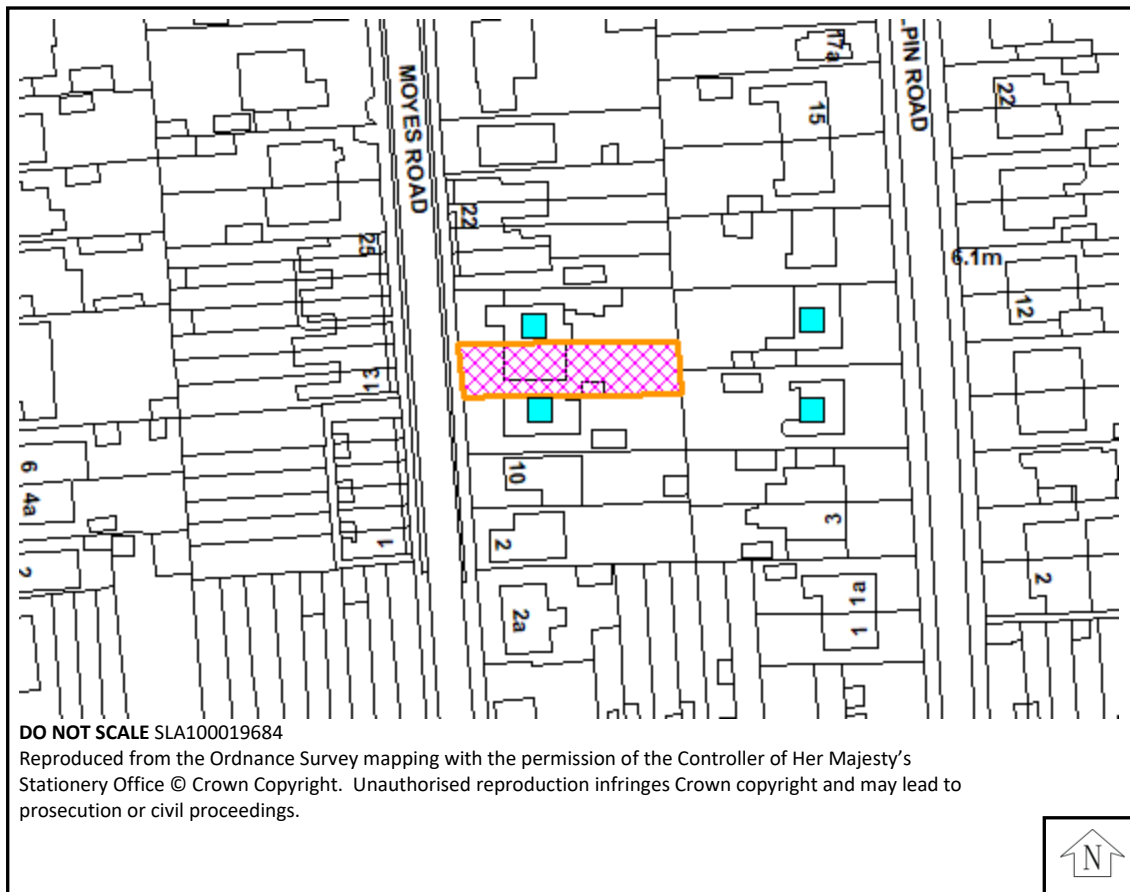 17a
MOYES ROAD
PIN ROAD
22
15
22
25
6.1m
12
13
6
10
4a
3
1
2
2
2
1a
2a
1
DO NOT SCALE SLA100019684
Reproduced from the Ordnance Survey mapping with the permission of the Controller of Her Majesty’s
Stationery Office © Crown Copyright. Unauthorised reproduction infringes Crown copyright and may lead to
prosecution or civil proceedings.
N